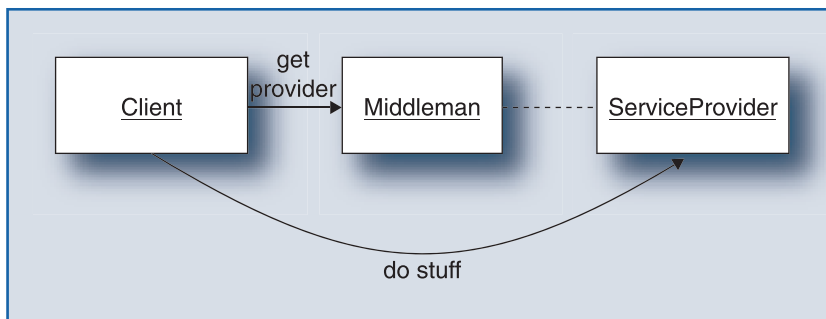 get
provider
Client
Middleman
ServiceProvider
do stuff